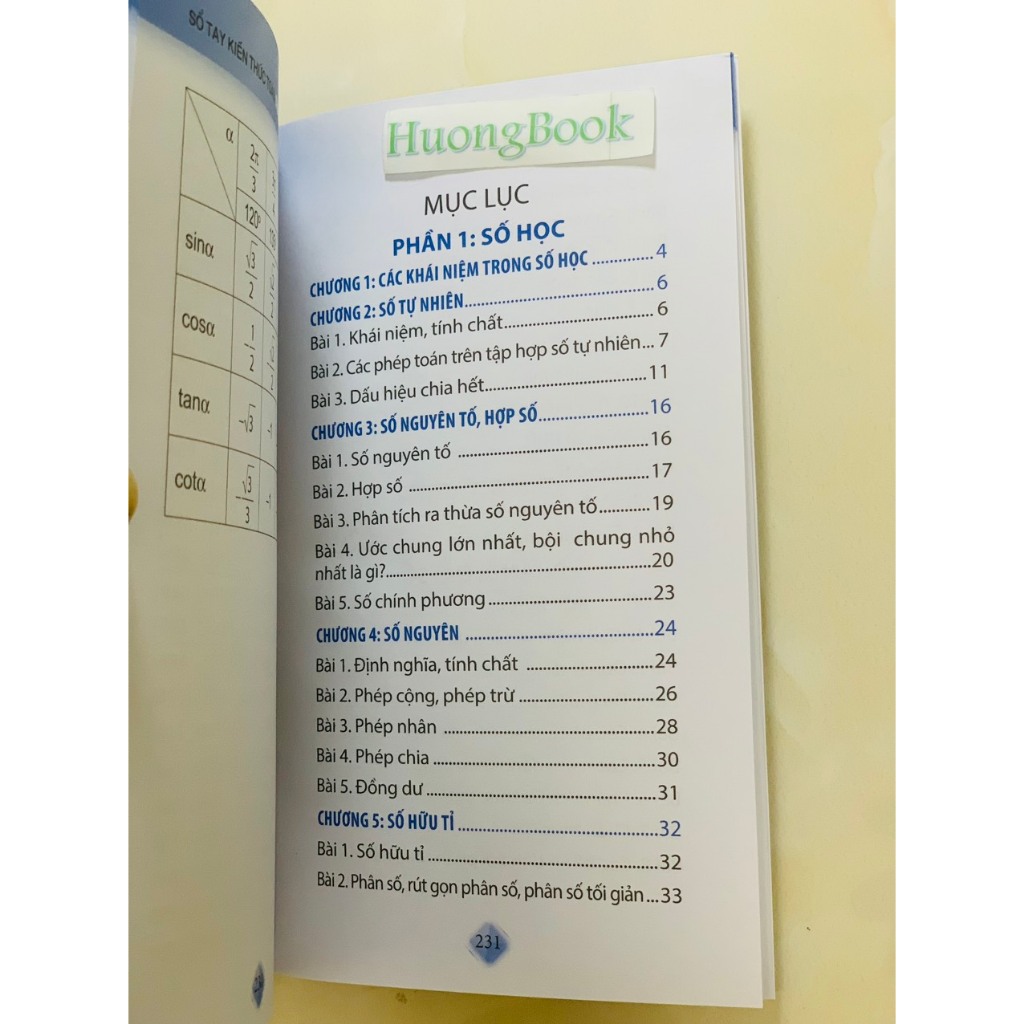 SỔ TAY KIẾN THỨC TOÁN
α
2π
3
120°
sinα
√3
2
cosα
1
2
tanα
-√3
cotα
√3
3
HuongBook
MỤC LỤC
PHẦN 1: SỐ HỌC
CHƯƠNG 1: CÁC KHÁI NIỆM TRONG SỐ HỌC ............. 4
CHƯƠNG 2: SỐ TỰ NHIÊN........................................ 6
Bài 1. Khái niệm, tính chất................................ 6
Bài 2. Các phép toán trên tập hợp số tự nhiên... 7
Bài 3. Dấu hiệu chia hết.................................. 11
CHƯƠNG 3: SỐ NGUYÊN TỐ, HỢP SỐ....................... 16
Bài 1. Số nguyên tố ........................................ 16
Bài 2. Hợp số .................................................. 17
Bài 3. Phân tích ra thừa số nguyên tố............ 19
Bài 4. Ước chung lớn nhất, bội chung nhỏ
nhất là gì?...................................................... 20
Bài 5. Số chính phương .................................. 23
CHƯƠNG 4: SỐ NGUYÊN ........................................ 24
Bài 1. Định nghĩa, tính chất ........................... 24
Bài 2. Phép cộng, phép trừ ............................. 26
Bài 3. Phép nhân ............................................. 28
Bài 4. Phép chia ............................................... 30
Bài 5. Đồng dư ................................................. 31
CHƯƠNG 5: SỐ HỮU TỈ .......................................... 32
Bài 1. Số hữu tỉ ................................................ 32
Bài 2. Phân số, rút gọn phân số, phân số tối giản ... 33
231